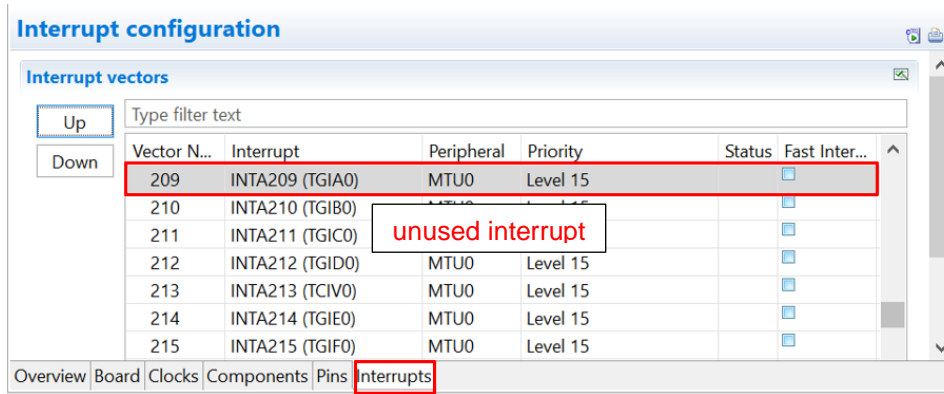 Interrupt configuration
Interrupt vectors
Up
Down
Type filter text
Vector N... Interrupt Peripheral Priority Status Fast Inter...
209 INTA209 (TGIA0) MTU0 Level 15
210 INTA210 (TGIB0)
211 INTA211 (TGIC0)
unused interrupt
212 INTA212 (TGID0) MTU0 Level 15
213 INTA213 (TCIV0) MTU0 Level 15
214 INTA214 (TGIE0) MTU0 Level 15
215 INTA215 (TGIF0) MTU0 Level 15
Overview Board Clocks Components Pins Interrupts